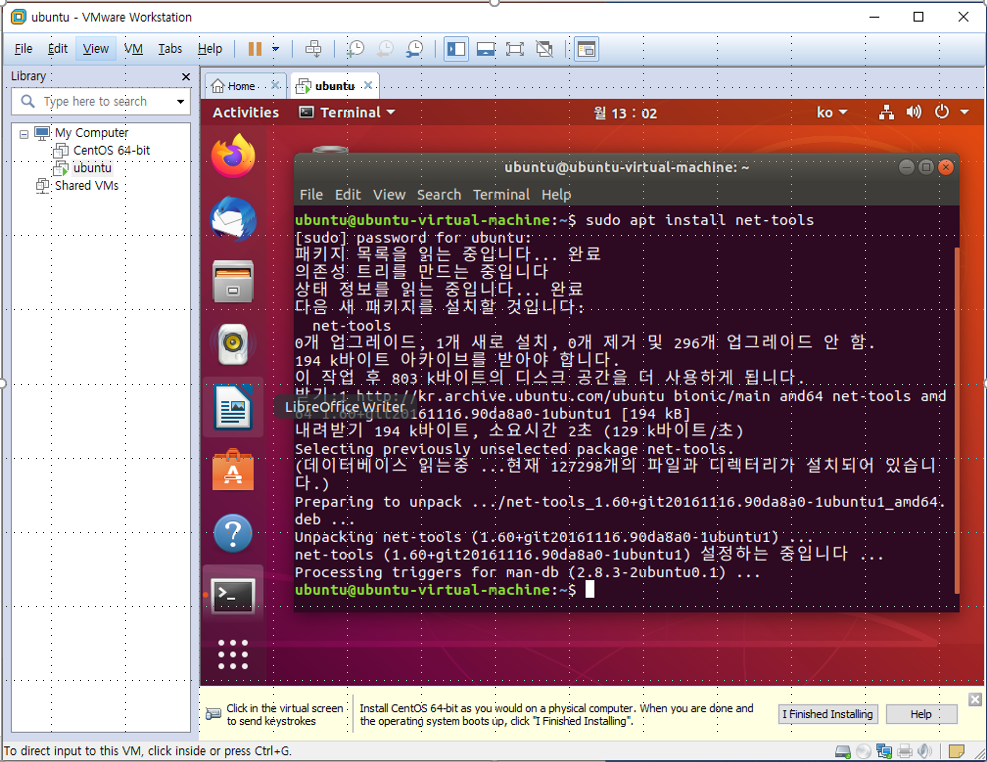 ubuntu - VMware Workstation
File Edit View VM Tabs Help
Library
Type here to search
My Computer
CentOS 64-bit
ubuntu
Shared VMs
Home
ubuntu
Activities Terminal 월 13 : 02 ko
ubuntu@ubuntu-virtual-machine: ~
File Edit View Search Terminal Help
ubuntu@ubuntu-virtual-machine:~$ sudo apt install net-tools
[sudo] password for ubuntu:
패키지 목록을 읽는 중입니다... 완료
의존성 트리를 만드는 중입니다
상태 정보를 읽는 중입니다... 완료
다음 새 패키지를 설치할 것입니다:
net-tools
0개 업그레이드, 1개 새로 설치, 0개 제거 및 296개 업그레이드 안 함.
194 k바이트 아카이브를 받아야 합니다.
이 작업 후 803 k바이트의 디스크 공간을 더 사용하게 됩니다.
받기:1 http://kr.archive.ubuntu.com/ubuntu bionic/main amd64 net-tools amd
64 1.60+git20161116.90da8a0-1ubuntu1 [194 kB]
LibreOffice Writer
내려받기 194 k바이트, 소요시간 2초 (129 k바이트/초)
Selecting previously unselected package net-tools.
(데이터베이스 읽는중 ...현재 127298개의 파일과 디렉터리가 설치되어 있습니
다.)
Preparing to unpack .../net-tools_1.60+git20161116.90da8a0-1ubuntu1_amd64.
deb ...
Unpacking net-tools (1.60+git20161116.90da8a0-1ubuntu1) ...
net-tools (1.60+git20161116.90da8a0-1ubuntu1) 설정하는 중입니다 ...
Processing triggers for man-db (2.8.3-2ubuntu0.1) ...
ubuntu@ubuntu-virtual-machine:~$
Click in the virtual screen
to send keystrokes
Install CentOS 64-bit as you would on a physical computer. When you are done and
the operating system boots up, click "I Finished Installing".
I Finished Installing
Help
To direct input to this VM, click inside or press Ctrl+G.